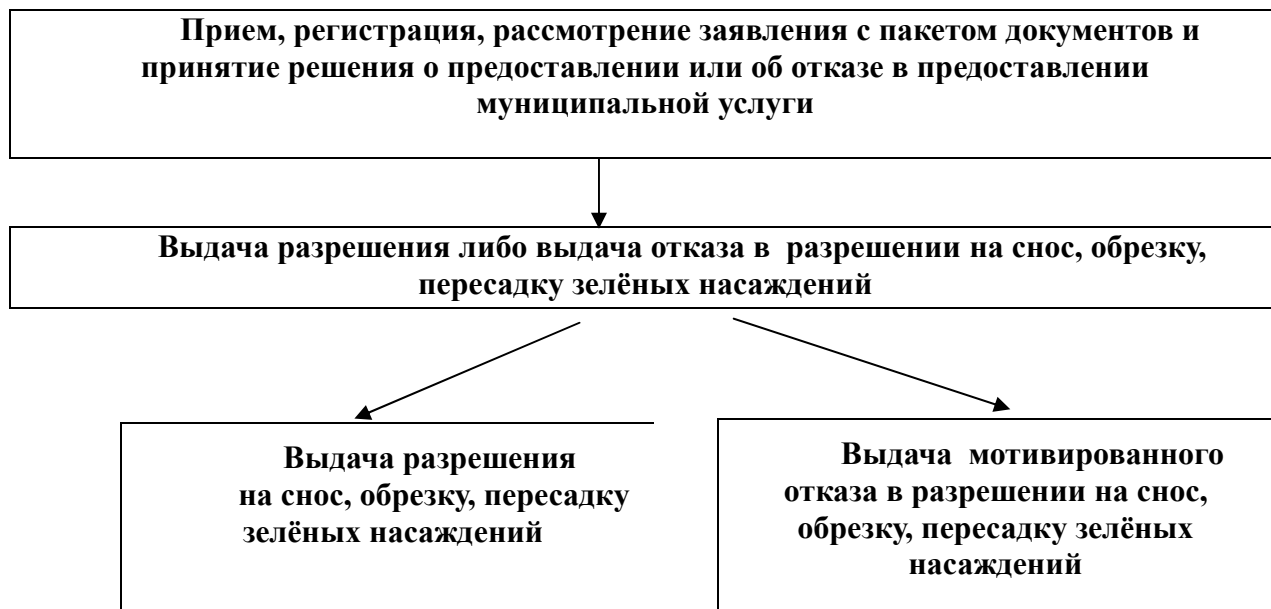 Прием, регистрация, рассмотрение заявления с пакетом документов и
принятие решения о предоставлении или об отказе в предоставлении
муниципальной услуги
Выдача разрешения либо выдача отказа в разрешении на снос, обрезку,
пересадку зелёных насаждений
Выдача разрешения
на снос, обрезку, пересадку
зелёных насаждений
Выдача мотивированного
отказа в разрешении на снос,
обрезку, пересадку зелёных
насаждений